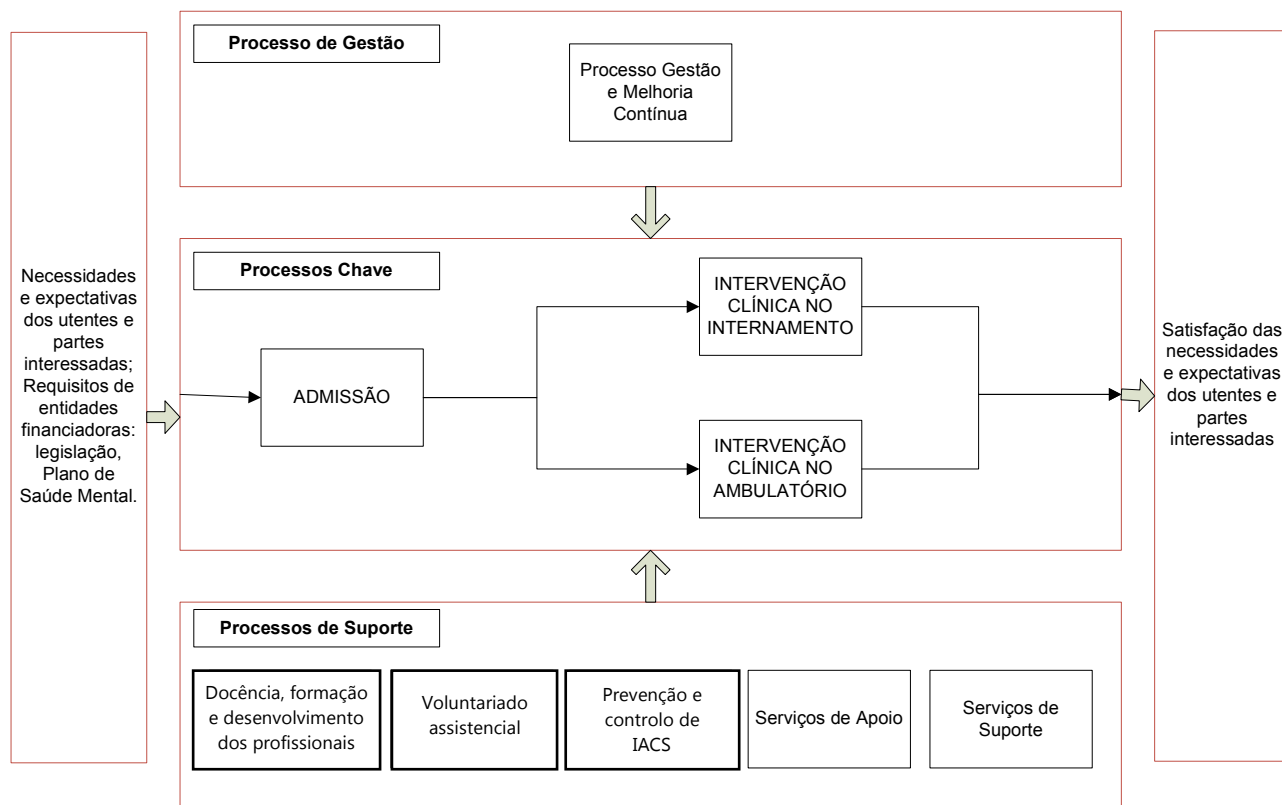 Processo de Gestão
Processo Gestão
e Melhoria
Contínua
Necessidades
e expectativas
dos utentes e
partes
interessadas;
Requisitos de
entidades
financiadoras:
legislação,
Plano de
Saúde Mental.
Processos Chave
ADMISSÃO
INTERVENÇÃO
CLÍNICA NO
INTERNAMENTO
INTERVENÇÃO
CLÍNICA NO
AMBULATÓRIO
Satisfação das
necessidades
e expectativas
dos utentes e
partes
interessadas
Processos de Suporte
Docência, formação
e desenvolvimento
dos profissionais
Voluntariado
assistencial
Prevenção e
controlo de
IACS
Serviços de Apoio
Serviços de
Suporte